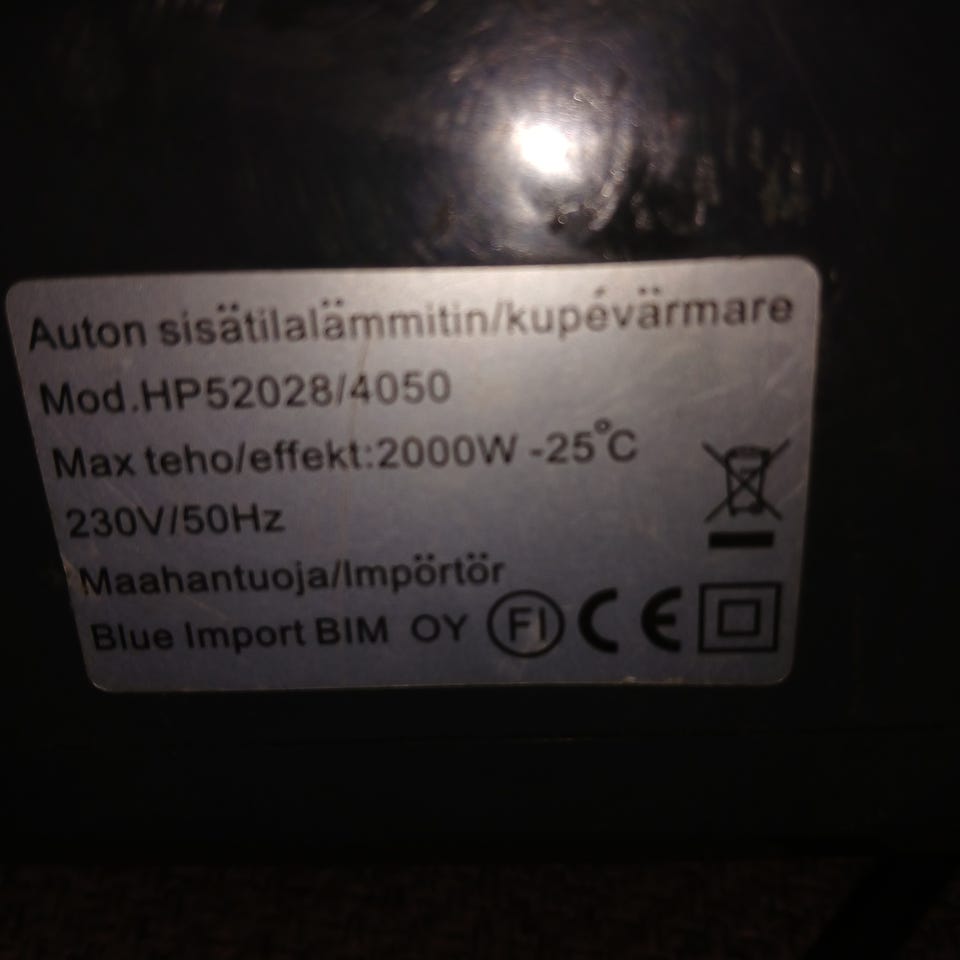 Auton sisätilalämmitin/kupévärmare
Mod.HP52028/4050
Max teho/effekt:2000W -25°C
230V/50Hz
Maahantuoja/Impörtör
Blue Import BIM OY FI CE